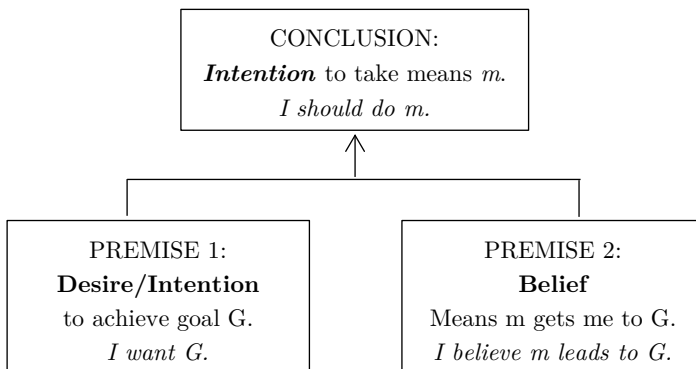 CONCLUSION:
Intention to take means m.
I should do m.
PREMISE 1:
Desire/Intention
to achieve goal G.
I want G.
PREMISE 2:
Belief
Means m gets me to G.
I believe m leads to G.